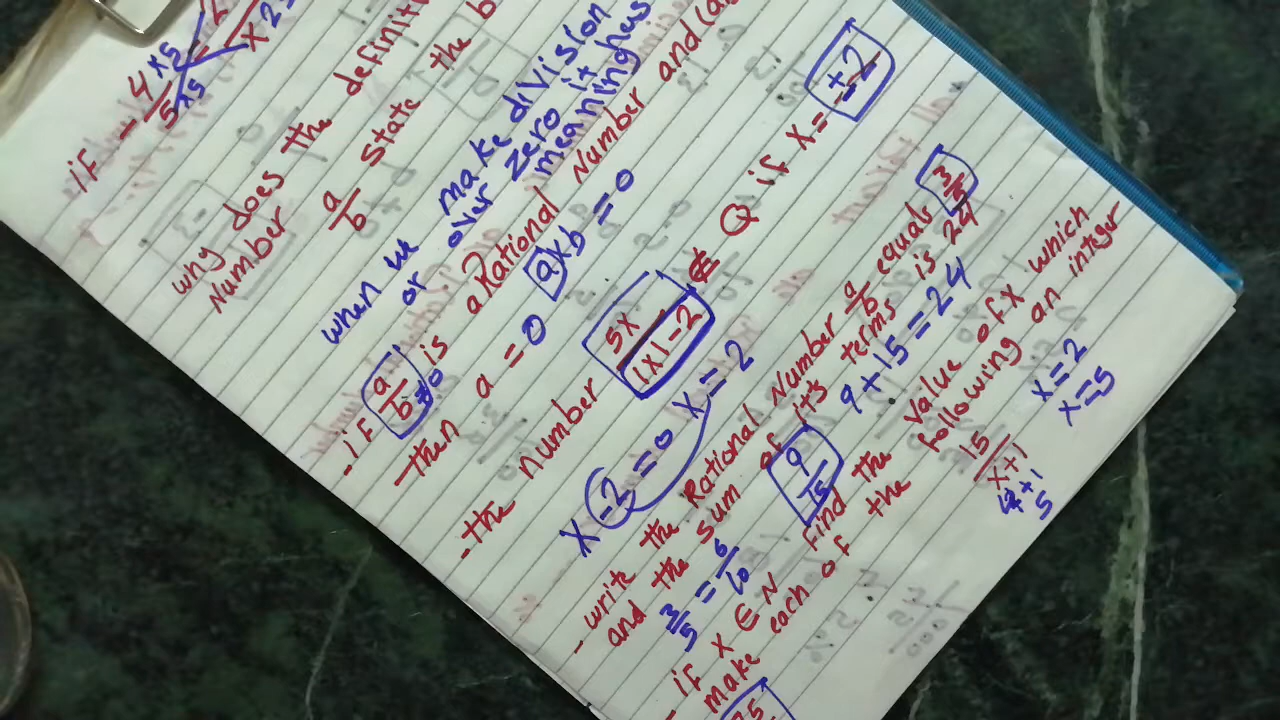 if -4×5/5×5 =
why does the definit
Number a/b state the b
when we make division
or over zero it
meaningless
- if a/b is a Rational Number and (a
≠0
then a = 0 a×b = 0
- the number 5x/|x|-2 ∉ Q if x = ±2
x-2=0 x=2
- write the Rational Number a/b equals 3/5
and the sum of its terms is 24
3/5 = 6/10 9/15 9+15=24
- if x ∈ N find the value of x which
make each of the following an integer
15/x+1 x=2
4+1 x=5
5